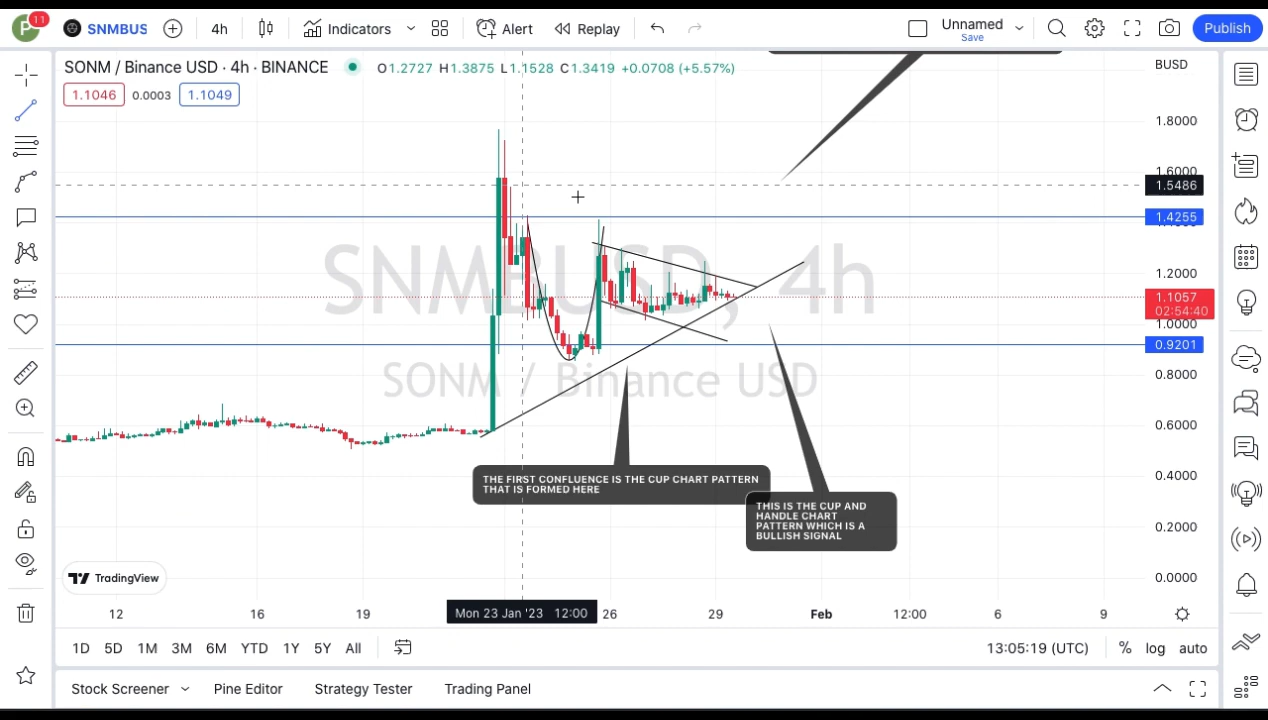 P 11 SNMBUS 4h Indicators Alert Replay Unnamed Save Publish
SONM / Binance USD · 4h · BINANCE O1.2727 H1.3875 L1.1528 C1.3419 +0.0708 (+5.57%) BUSD
1.1046 0.0003 1.1049
1.8000
1.6000
1.5486
1.4255
SNMBUSD, 4h
1.2000
1.1057
02:54:40
1.0000
0.9201
SONM / Binance USD
0.8000
0.6000
0.4000
THE FIRST CONFLUENCE IS THE CUP CHART PATTERN
THAT IS FORMED HERE
THIS IS THE CUP AND
HANDLE CHART
PATTERN WHICH IS A
BULLISH SIGNAL
0.2000
0.0000
TradingView
12 16 19 Mon 23 Jan '23 12:00 26 29 Feb 12:00 6 9
1D 5D 1M 3M 6M YTD 1Y 5Y All 13:05:19 (UTC) % log auto
Stock Screener Pine Editor Strategy Tester Trading Panel